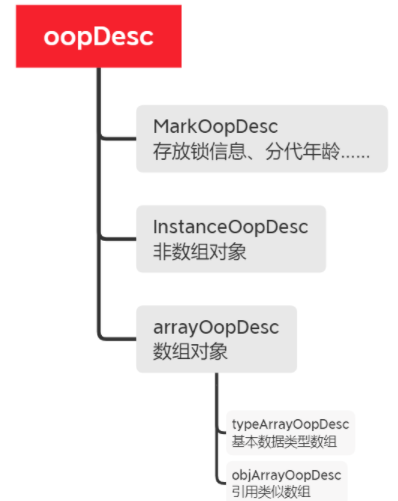 oopDesc
MarkOopDesc
存放锁信息、分代年龄......
InstanceOopDesc
非数组对象
arrayOopDesc
数组对象
typeArrayOopDesc
基本数据类型数组
objArrayOopDesc
引用类似数组